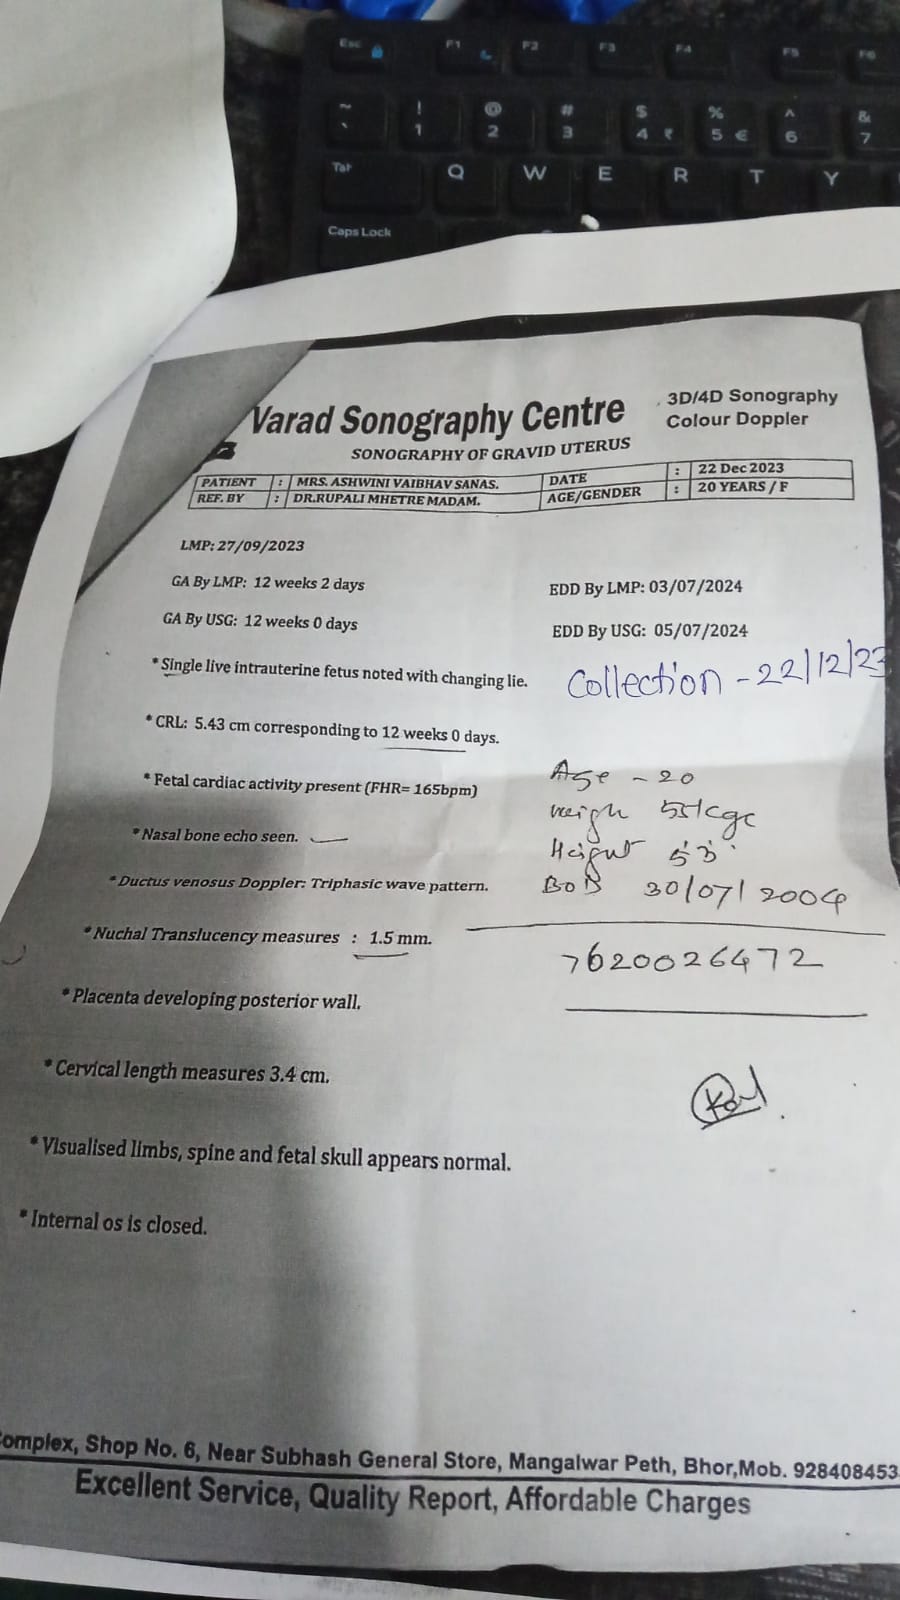 Esc F1 F2 F3 F4 F5 F6
~ ` ! 1 @ 2 # 3 $ 4 ₹ % 5 € ^ 6 & 7
Tab Q W E R T Y
Caps Lock
Varad Sonography Centre
3D/4D Sonography
Colour Doppler
SONOGRAPHY OF GRAVID UTERUS
PATIENT : MRS. ASHWINI VAIBHAV SANAS. DATE : 22 Dec 2023
REF. BY : DR.RUPALI MHETRE MADAM. AGE/GENDER : 20 YEARS / F
LMP: 27/09/2023
GA By LMP: 12 weeks 2 days EDD By LMP: 03/07/2024
GA By USG: 12 weeks 0 days EDD By USG: 05/07/2024
* Single live intrauterine fetus noted with changing lie.
Collection - 22/12/23
* CRL: 5.43 cm corresponding to 12 weeks 0 days.
Age - 20
* Fetal cardiac activity present (FHR= 165bpm)
weigh 55kgc
* Nasal bone echo seen.
Height 5'3"
* Ductus venosus Doppler: Triphasic wave pattern.
BOB 30/07/2004
* Nuchal Translucency measures : 1.5 mm.
7620026472
* Placenta developing posterior wall.
* Cervical length measures 3.4 cm.
* Visualised limbs, spine and fetal skull appears normal.
* Internal os is closed.
Complex, Shop No. 6, Near Subhash General Store, Mangalwar Peth, Bhor,Mob. 928408453
Excellent Service, Quality Report, Affordable Charges